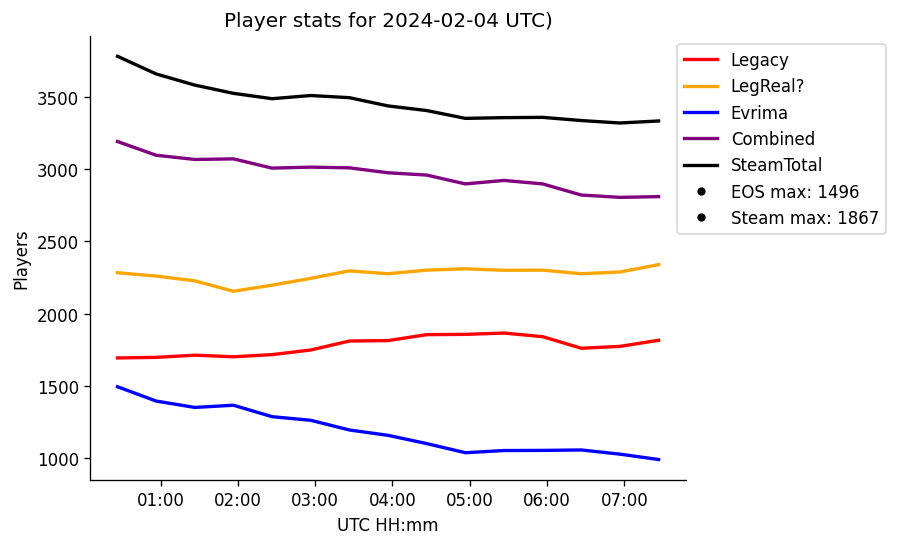 Player stats for 2024-02-04 UTC)
Legacy
LegReal?
Evrima
Combined
SteamTotal
EOS max: 1496
Steam max: 1867
Players
3500
3000
2500
2000
1500
1000
01:00 02:00 03:00 04:00 05:00 06:00 07:00
UTC HH:mm